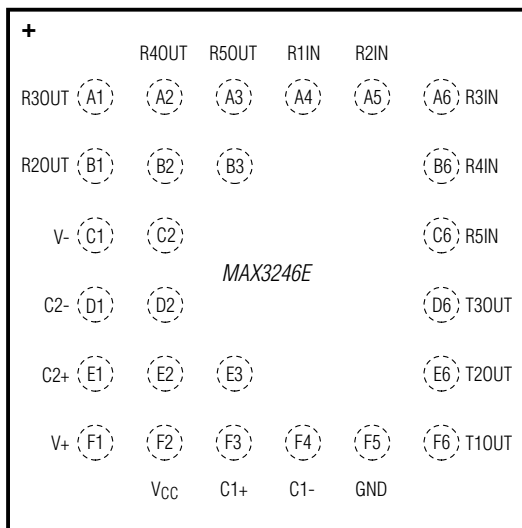 +
R4OUT R5OUT R1IN R2IN
R3OUT A1 A2 A3 A4 A5 A6 R3IN
R2OUT B1 B2 B3 B6 R4IN
V- C1 C2 C6 R5IN
MAX3246E
C2- D1 D2 D6 T3OUT
C2+ E1 E2 E3 E6 T2OUT
V+ F1 F2 F3 F4 F5 F6 T1OUT
VCC C1+ C1- GND